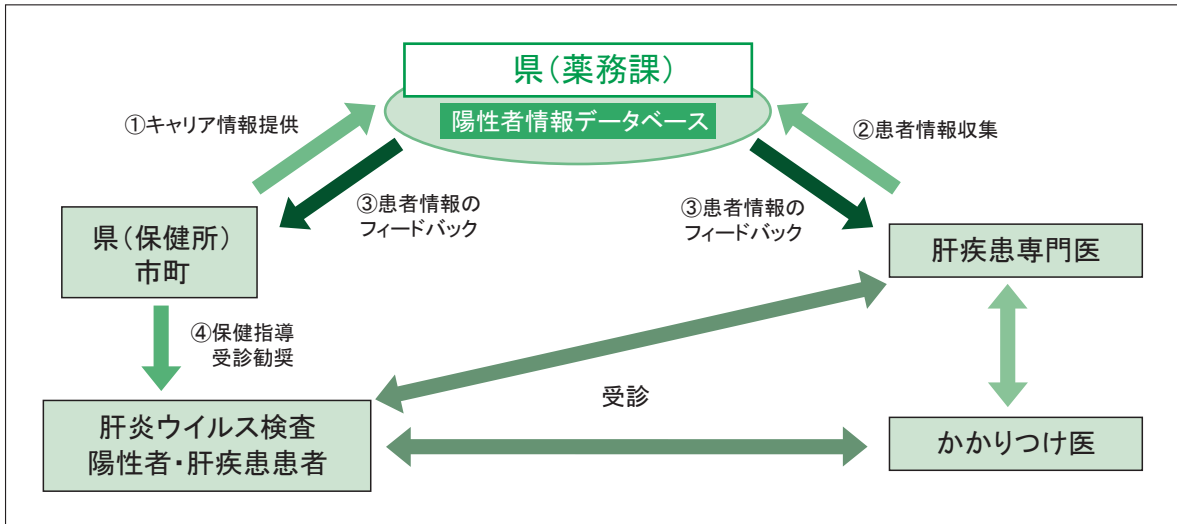 県（薬務課）
陽性者情報データベース
①キャリア情報提供
②患者情報収集
③患者情報の
フィードバック
③患者情報の
フィードバック
県（保健所）
市町
肝疾患専門医
④保健指導
受診勧奨
受診
肝炎ウイルス検査
陽性者・肝疾患患者
かかりつけ医